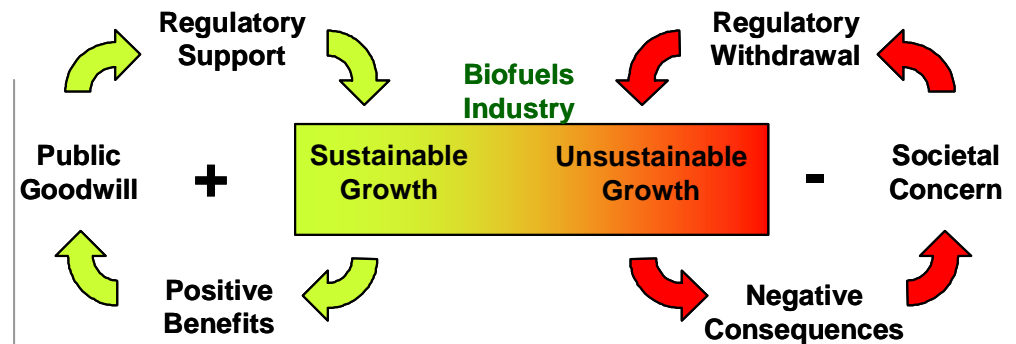 Regulatory
Support
Regulatory
Withdrawal
Biofuels
Industry
Public
Goodwill
+
Sustainable
Growth
Unsustainable
Growth
-
Societal
Concern
Positive
Benefits
Negative
Consequences